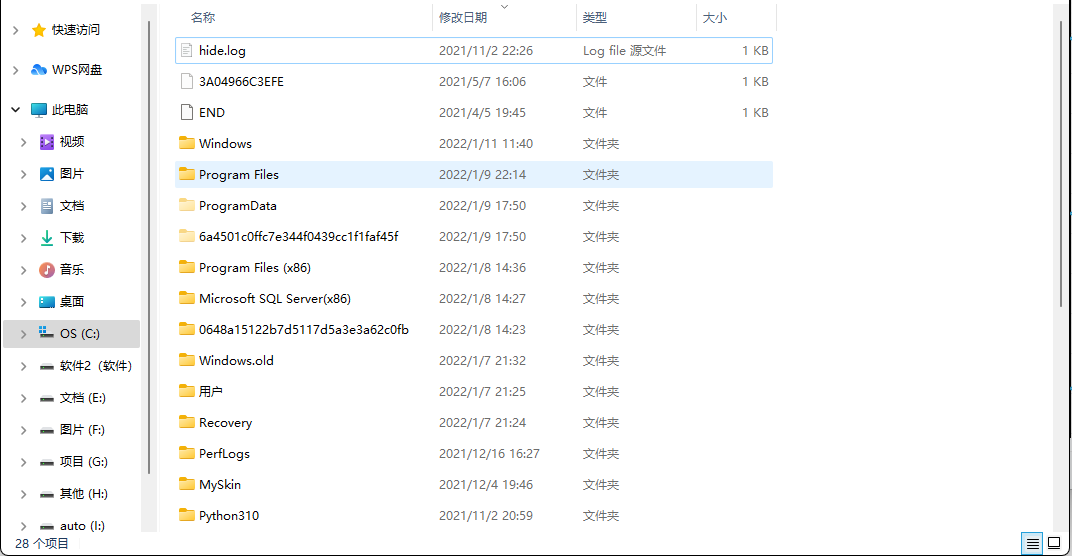 名称 修改日期 类型 大小
快速访问
WPS网盘
此电脑
视频
图片
文档
下载
音乐
桌面
OS (C:)
软件2（软件）
文档 (E:)
图片 (F:)
项目 (G:)
其他 (H:)
auto (I:)
hide.log 2021/11/2 22:26 Log file 源文件 1 KB
3A04966C3EFE 2021/5/7 16:06 文件 1 KB
END 2021/4/5 19:45 文件 1 KB
Windows 2022/1/11 11:40 文件夹
Program Files 2022/1/9 22:14 文件夹
ProgramData 2022/1/9 17:50 文件夹
6a4501c0ffc7e344f0439cc1f1faf45f 2022/1/9 17:50 文件夹
Program Files (x86) 2022/1/8 14:36 文件夹
Microsoft SQL Server(x86) 2022/1/8 14:27 文件夹
0648a15122b7d5117d5a3e3a62c0fb 2022/1/8 14:23 文件夹
Windows.old 2022/1/7 21:32 文件夹
用户 2022/1/7 21:25 文件夹
Recovery 2022/1/7 21:24 文件夹
PerfLogs 2021/12/16 16:27 文件夹
MySkin 2021/12/4 19:46 文件夹
Python310 2021/11/2 20:59 文件夹
28 个项目